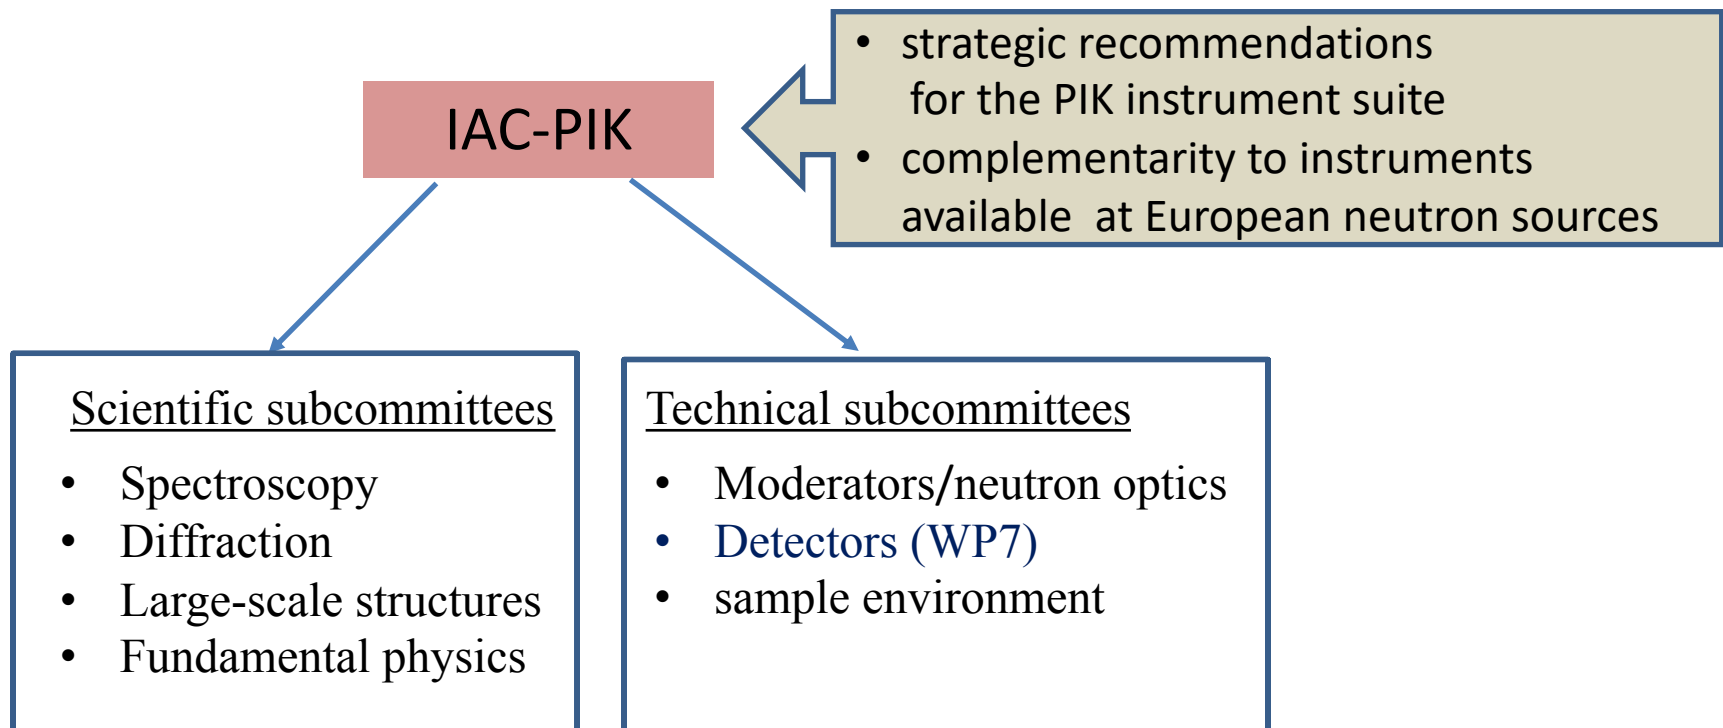 IAC-PIK
• strategic recommendations
for the PIK instrument suite
• complementarity to instruments
available at European neutron sources
Scientific subcommittees
• Spectroscopy
• Diffraction
• Large-scale structures
• Fundamental physics
Technical subcommittees
• Moderators/neutron optics
• Detectors (WP7)
• sample environment